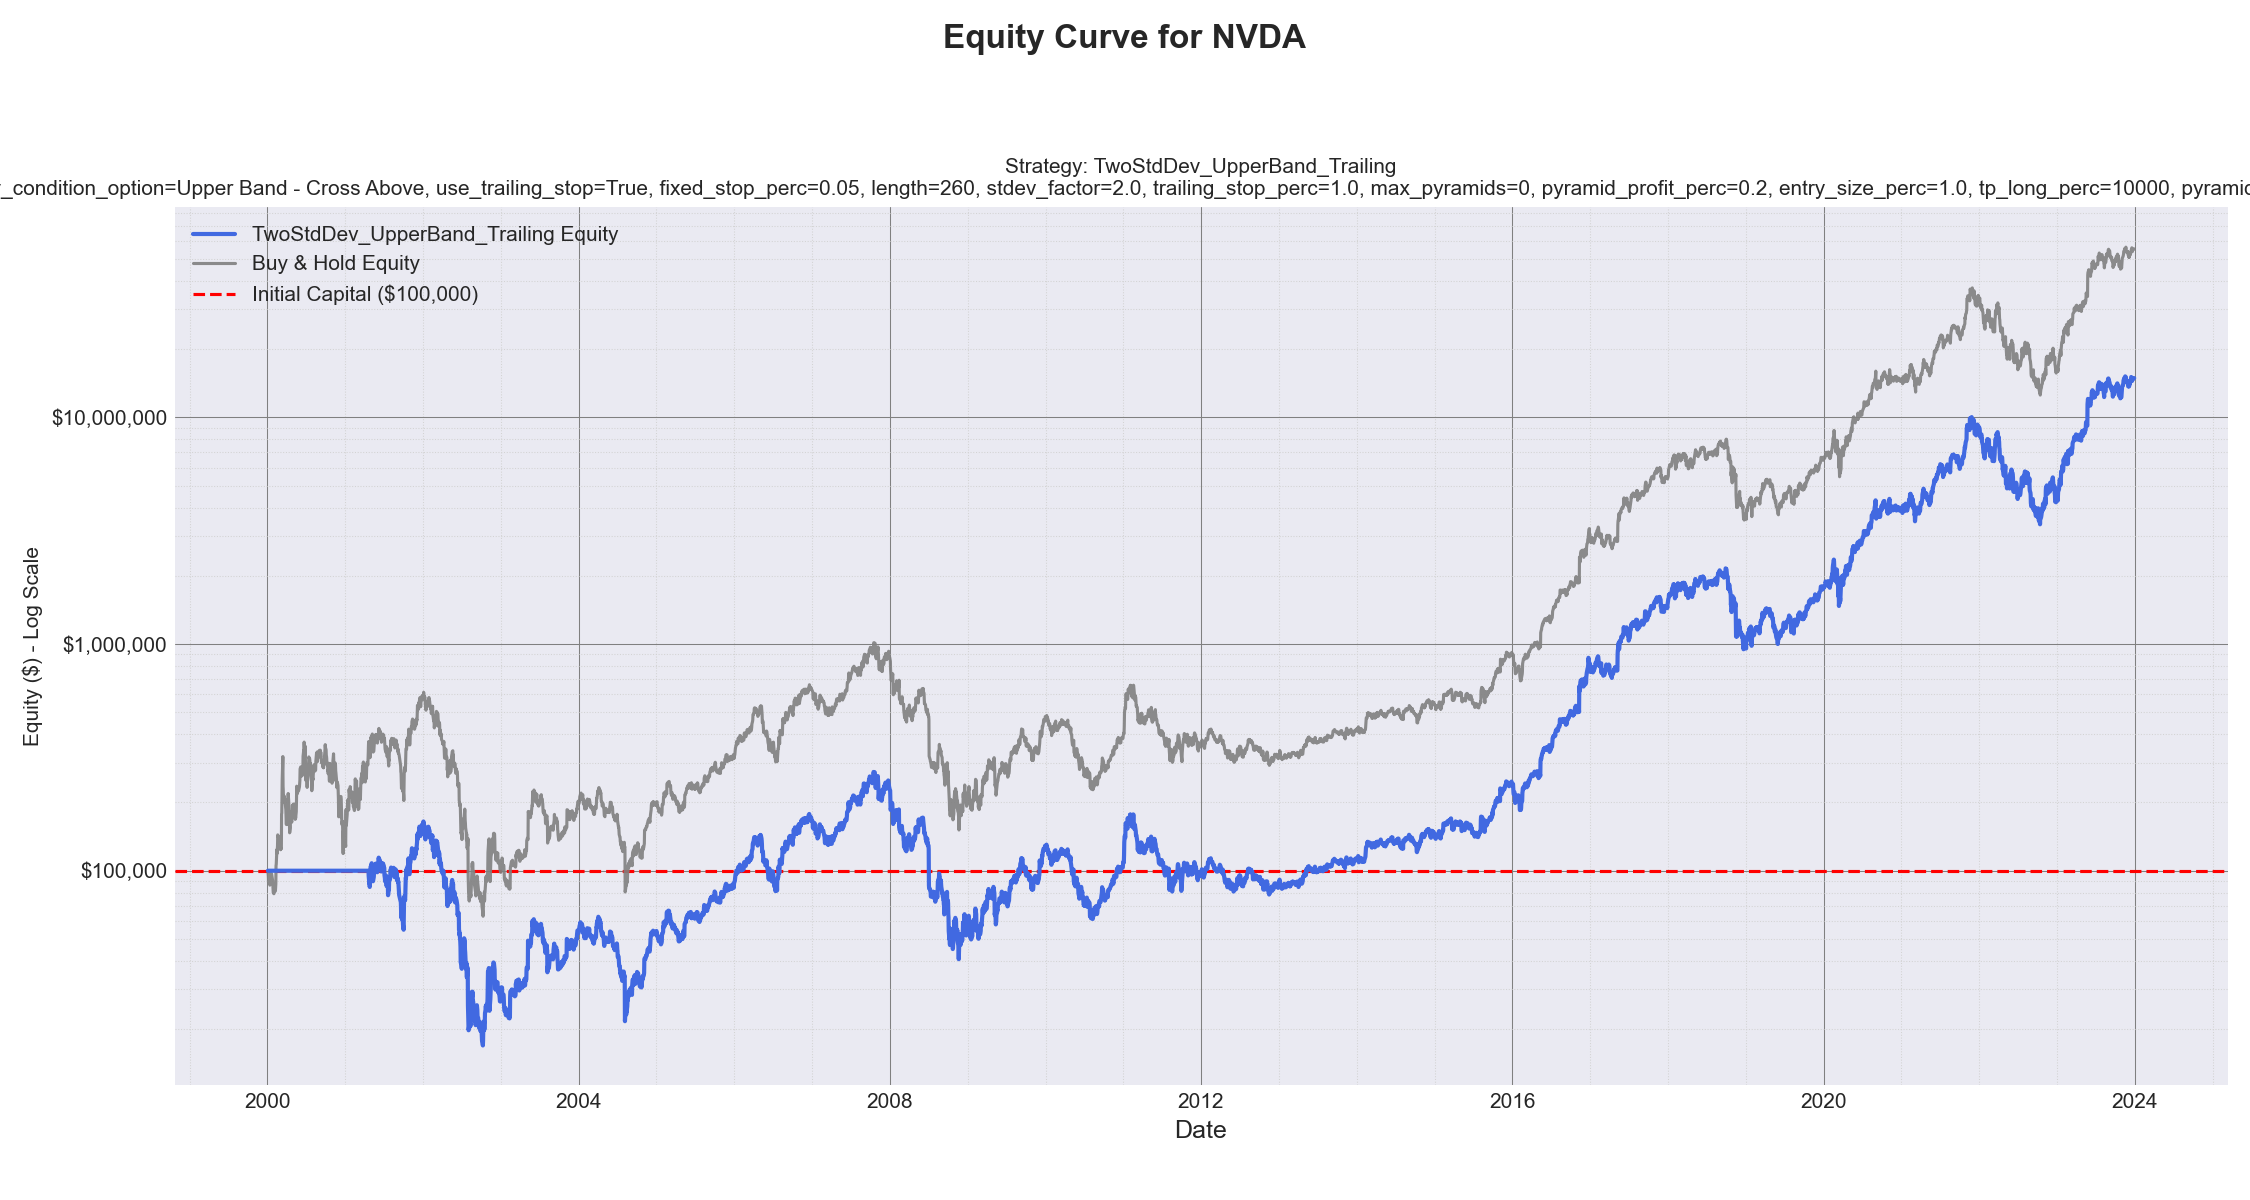 Equity Curve for NVDA
Strategy: TwoStdDev_UpperBand_Trailing
_condition_option=Upper Band - Cross Above, use_trailing_stop=True, fixed_stop_perc=0.05, length=260, stdev_factor=2.0, trailing_stop_perc=1.0, max_pyramids=0, pyramid_profit_perc=0.2, entry_size_perc=1.0, tp_long_perc=10000, pyramid
TwoStdDev_UpperBand_Trailing Equity
Buy & Hold Equity
Initial Capital ($100,000)
Equity ($) - Log Scale
$10,000,000
$1,000,000
$100,000
2000
2004
2008
2012
2016
2020
2024
Date